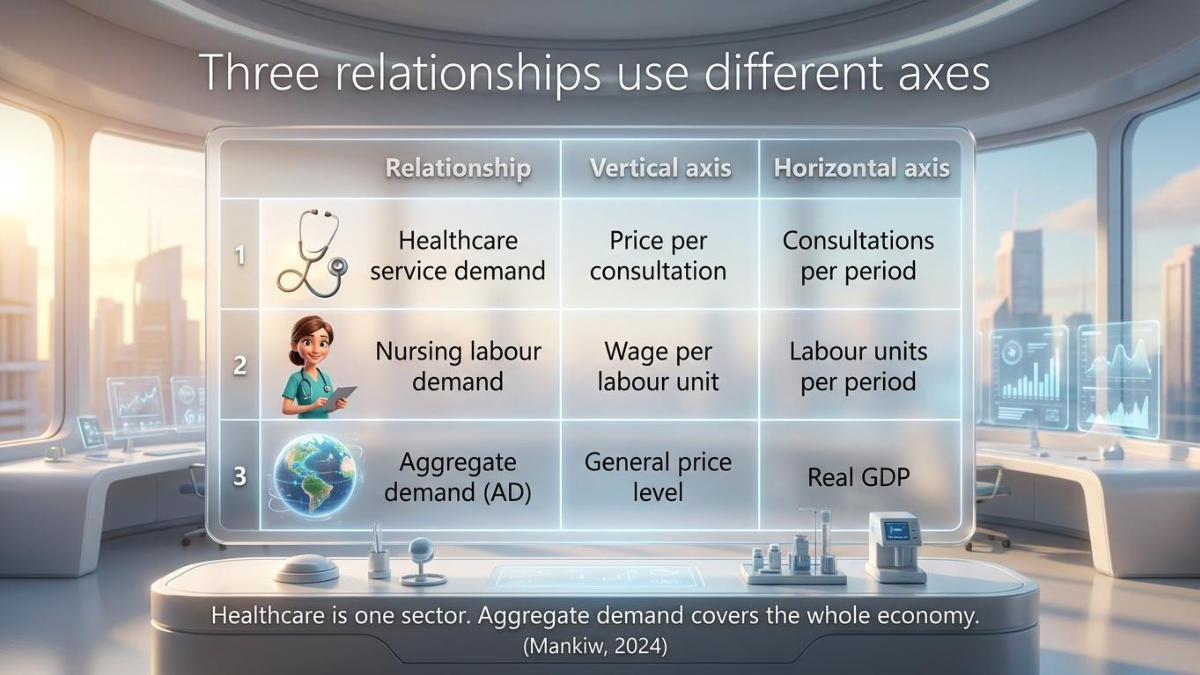 Three relationships use different axes
Relationship
Vertical axis
Horizontal axis
1
Healthcare
service demand
Price per
consultation
Consultations
per period
2
Nursing labour
demand
Wage per
labour unit
Labour units
per period
3
Aggregate
demand (AD)
General price
level
Real GDP
Healthcare is one sector. Aggregate demand covers the whole economy.
(Mankiw, 2024)